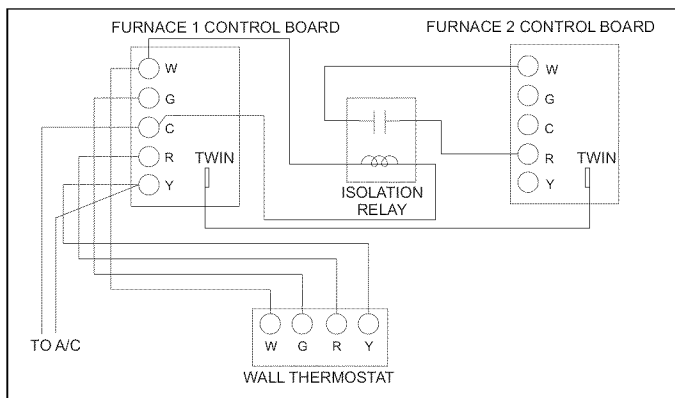 FURNACE 1 CONTROL BOARD
FURNACE 2 CONTROL BOARD
W
G
C
R
Y
TWIN
ISOLATION
RELAY
W
G
C
R
Y
TWIN
TO A/C
W G R Y
WALL THERMOSTAT